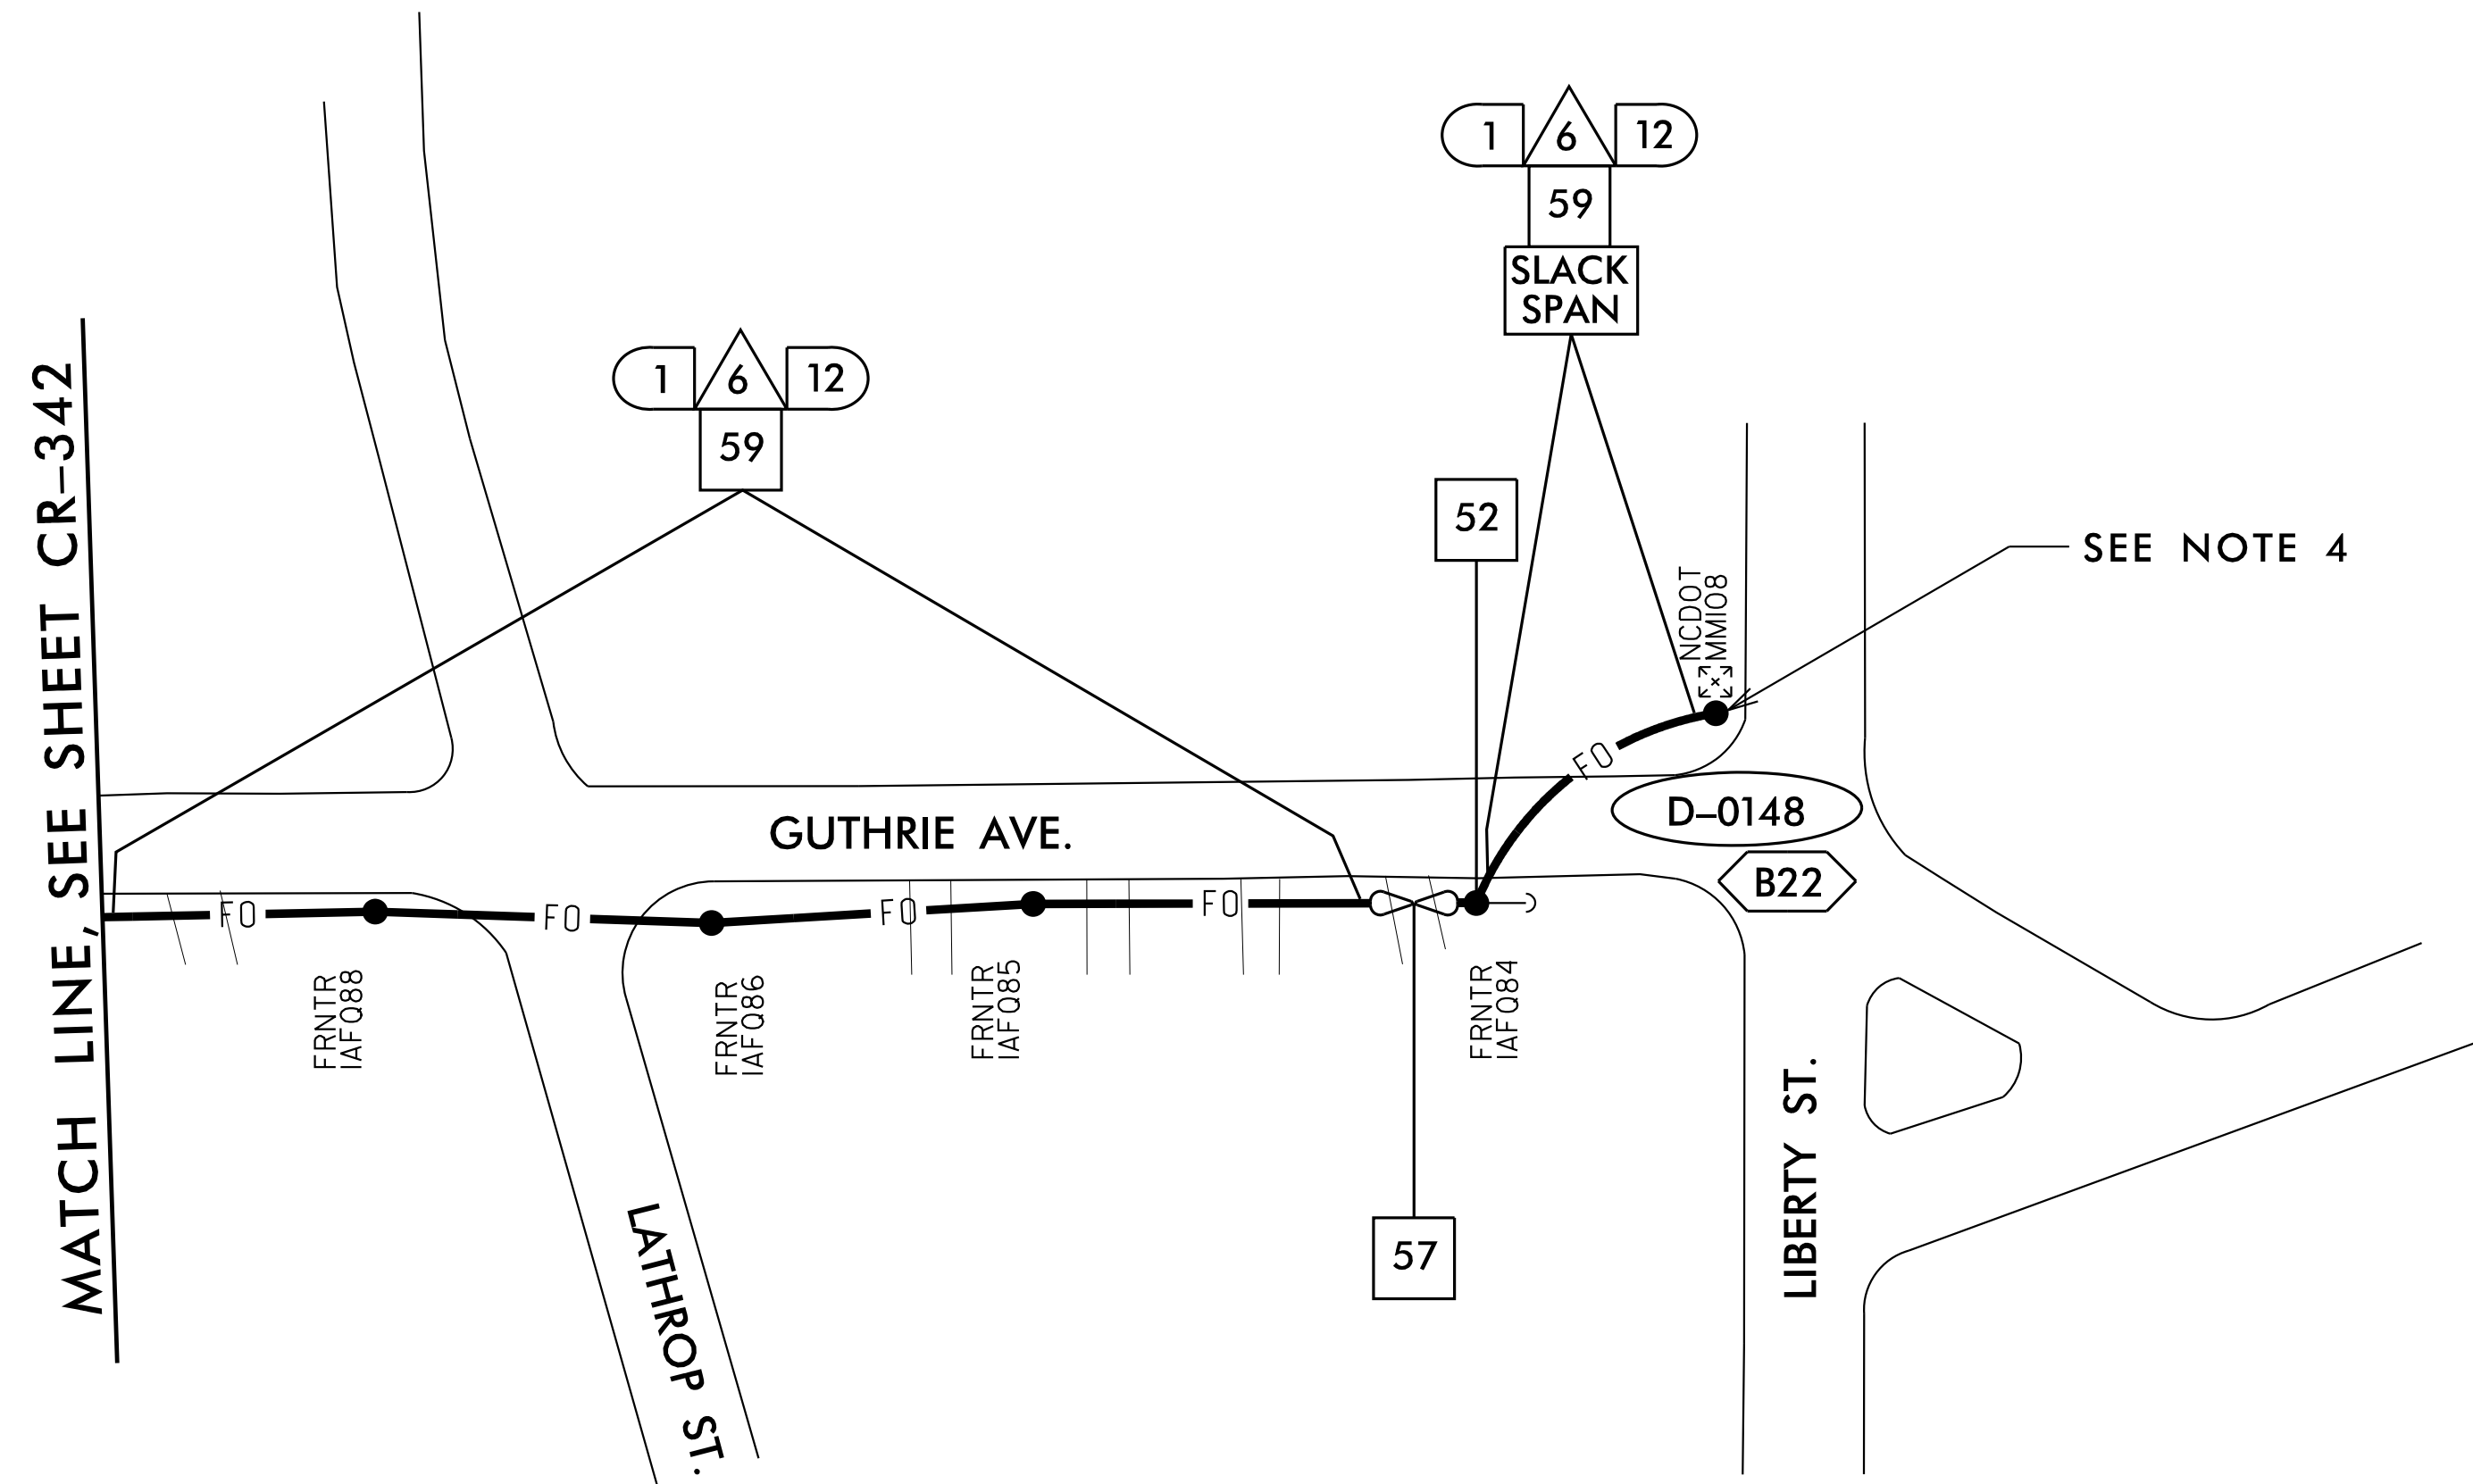 1 6 12
59
SLACK
SPAN
1 6 12
59
52
SEE NOTE 4
NCDOT
NMM08
MATCH LINE, SEE SHEET CR–342
GUTHRIE AVE.
FO
D–0148
B22
FO
FO
FO
FO
FRNTR
IAFQ88
FRNTR
IAFQ86
FRNTR
IAFQ85
FRNTR
IAFQ84
57
LATHROP ST.
LIBERTY ST.